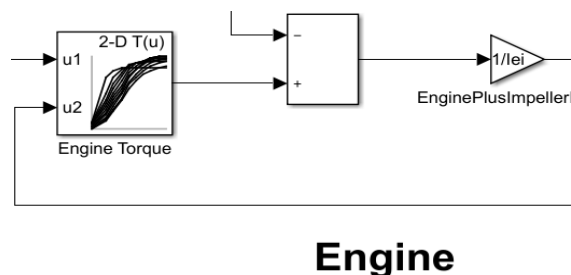 2-D T(u)
u1
u2
Engine Torque
−
+
1/Iei
EnginePlusImpeller
Engine